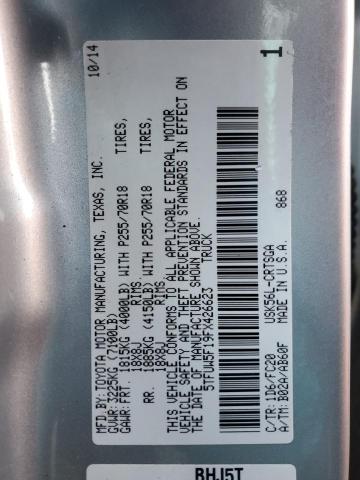 10/14
1
MFD. BY: TOYOTA MOTOR MANUFACTURING, TEXAS, INC.
GVWR: 3225KG (7100LB)
GAWR: FRT. 1815KG (4000LB) WITH P255/70R18 TIRES,
18X8J RIMS
RR. 1885KG (4150LB) WITH P255/70R18 TIRES,
18X8J RIMS
THIS VEHICLE CONFORMS TO ALL APPLICABLE FEDERAL MOTOR
VEHICLE SAFETY AND THEFT PREVENTION STANDARDS IN EFFECT ON
THE DATE OF MANUFACTURE SHOWN ABOVE.
5TFUW5F19FX426623 TRUCK
USK56L-CRTSGA
C/TR: 1D6/FC20
A/TM: B02A/AB60F MADE IN U.S.A. 868
BHJ5T